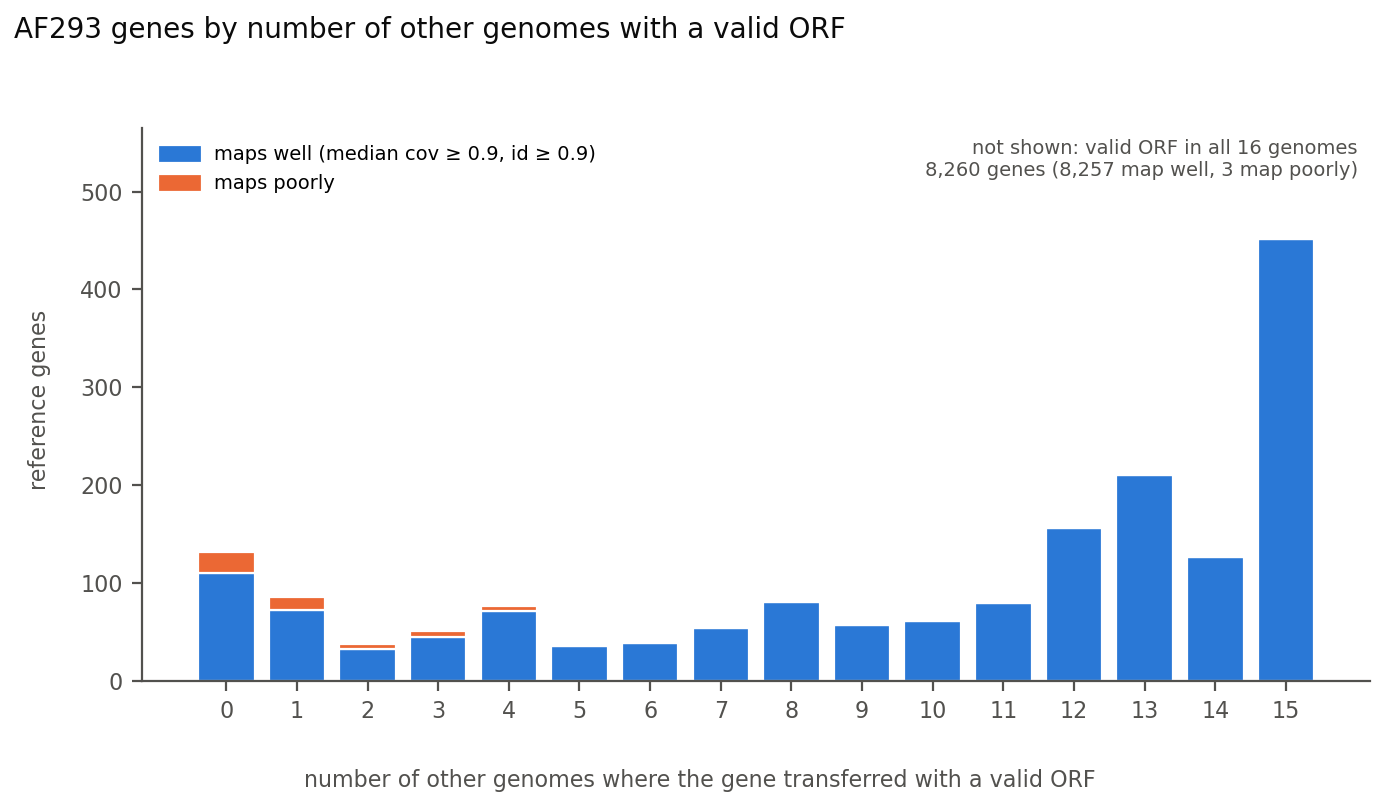 AF293 genes by number of other genomes with a valid ORF
maps well (median cov ≥ 0.9, id ≥ 0.9)
maps poorly
not shown: valid ORF in all 16 genomes
8,260 genes (8,257 map well, 3 map poorly)
reference genes
500
400
300
200
100
0
0 1 2 3 4 5 6 7 8 9 10 11 12 13 14 15
number of other genomes where the gene transferred with a valid ORF